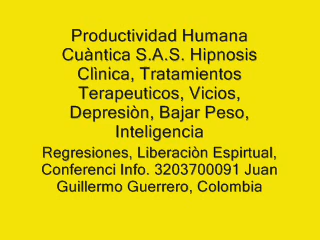 Productividad Humana
Cuàntica S.A.S. Hipnosis
Clìnica, Tratamientos
Terapeuticos, Vicios,
Depresiòn, Bajar Peso,
Inteligencia
Regresiones, Liberaciòn Espirtual,
Conferenci Info. 3203700091 Juan
Guillermo Guerrero, Colombia